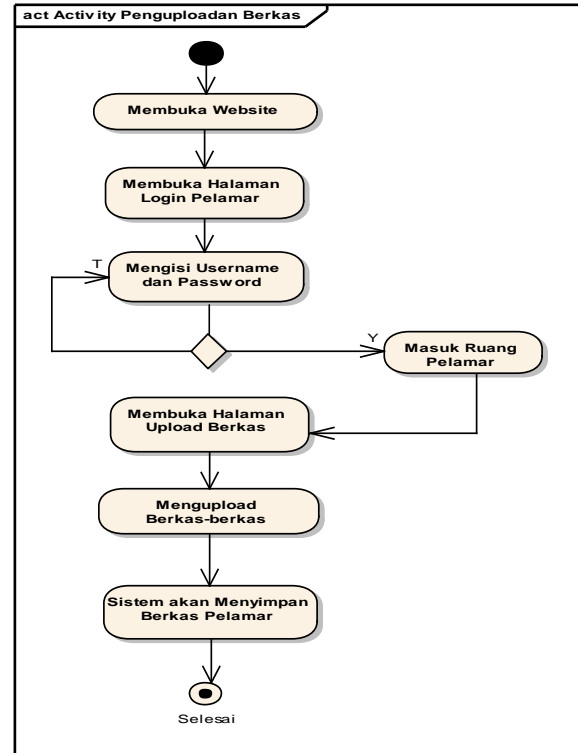 act Activity Penguploadan Berkas
Membuka Website
Membuka Halaman
Login Pelamar
T
Mengisi Username
dan Password
Y
Masuk Ruang
Pelamar
Membuka Halaman
Upload Berkas
Mengupload
Berkas-berkas
Sistem akan Menyimpan
Berkas Pelamar
Selesai